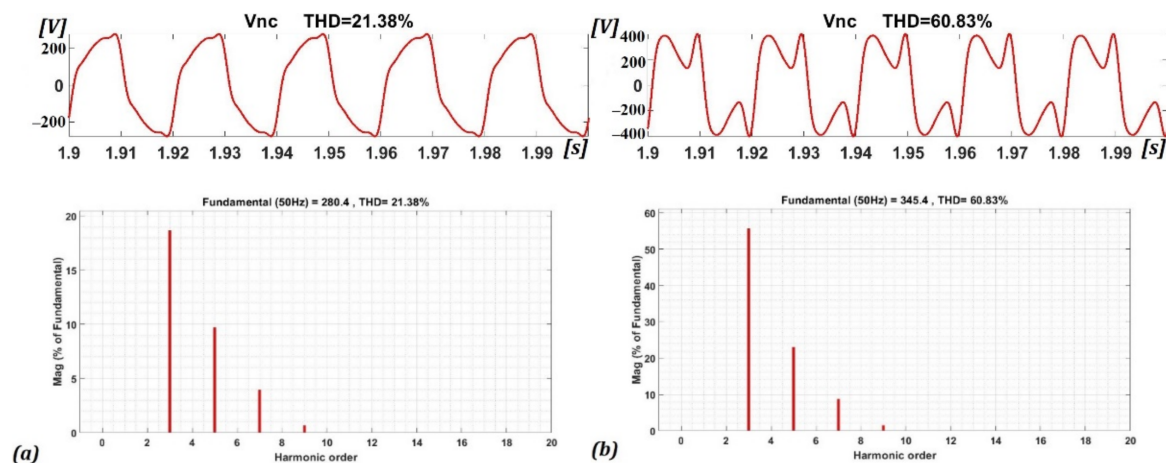 [V]
Vnc THD=21.38%
200
0
−200
1.9 1.91 1.92 1.93 1.94 1.95 1.96 1.97 1.98 1.99 [s]
Vnc THD=60.83%
[V]
400
200
0
−200
−400
1.9 1.91 1.92 1.93 1.94 1.95 1.96 1.97 1.98 1.99 [s]
Fundamental (50Hz) = 280.4 , THD= 21.38%
Mag (% of Fundamental)
20
15
10
5
0
0 2 4 6 8 10 12 14 16 18 20
Harmonic order
(a)
Fundamental (50Hz) = 345.4 , THD= 60.83%
Mag (% of Fundamental)
60
50
40
30
20
10
0
0 2 4 6 8 10 12 14 16 18 20
Harmonic order
(b)